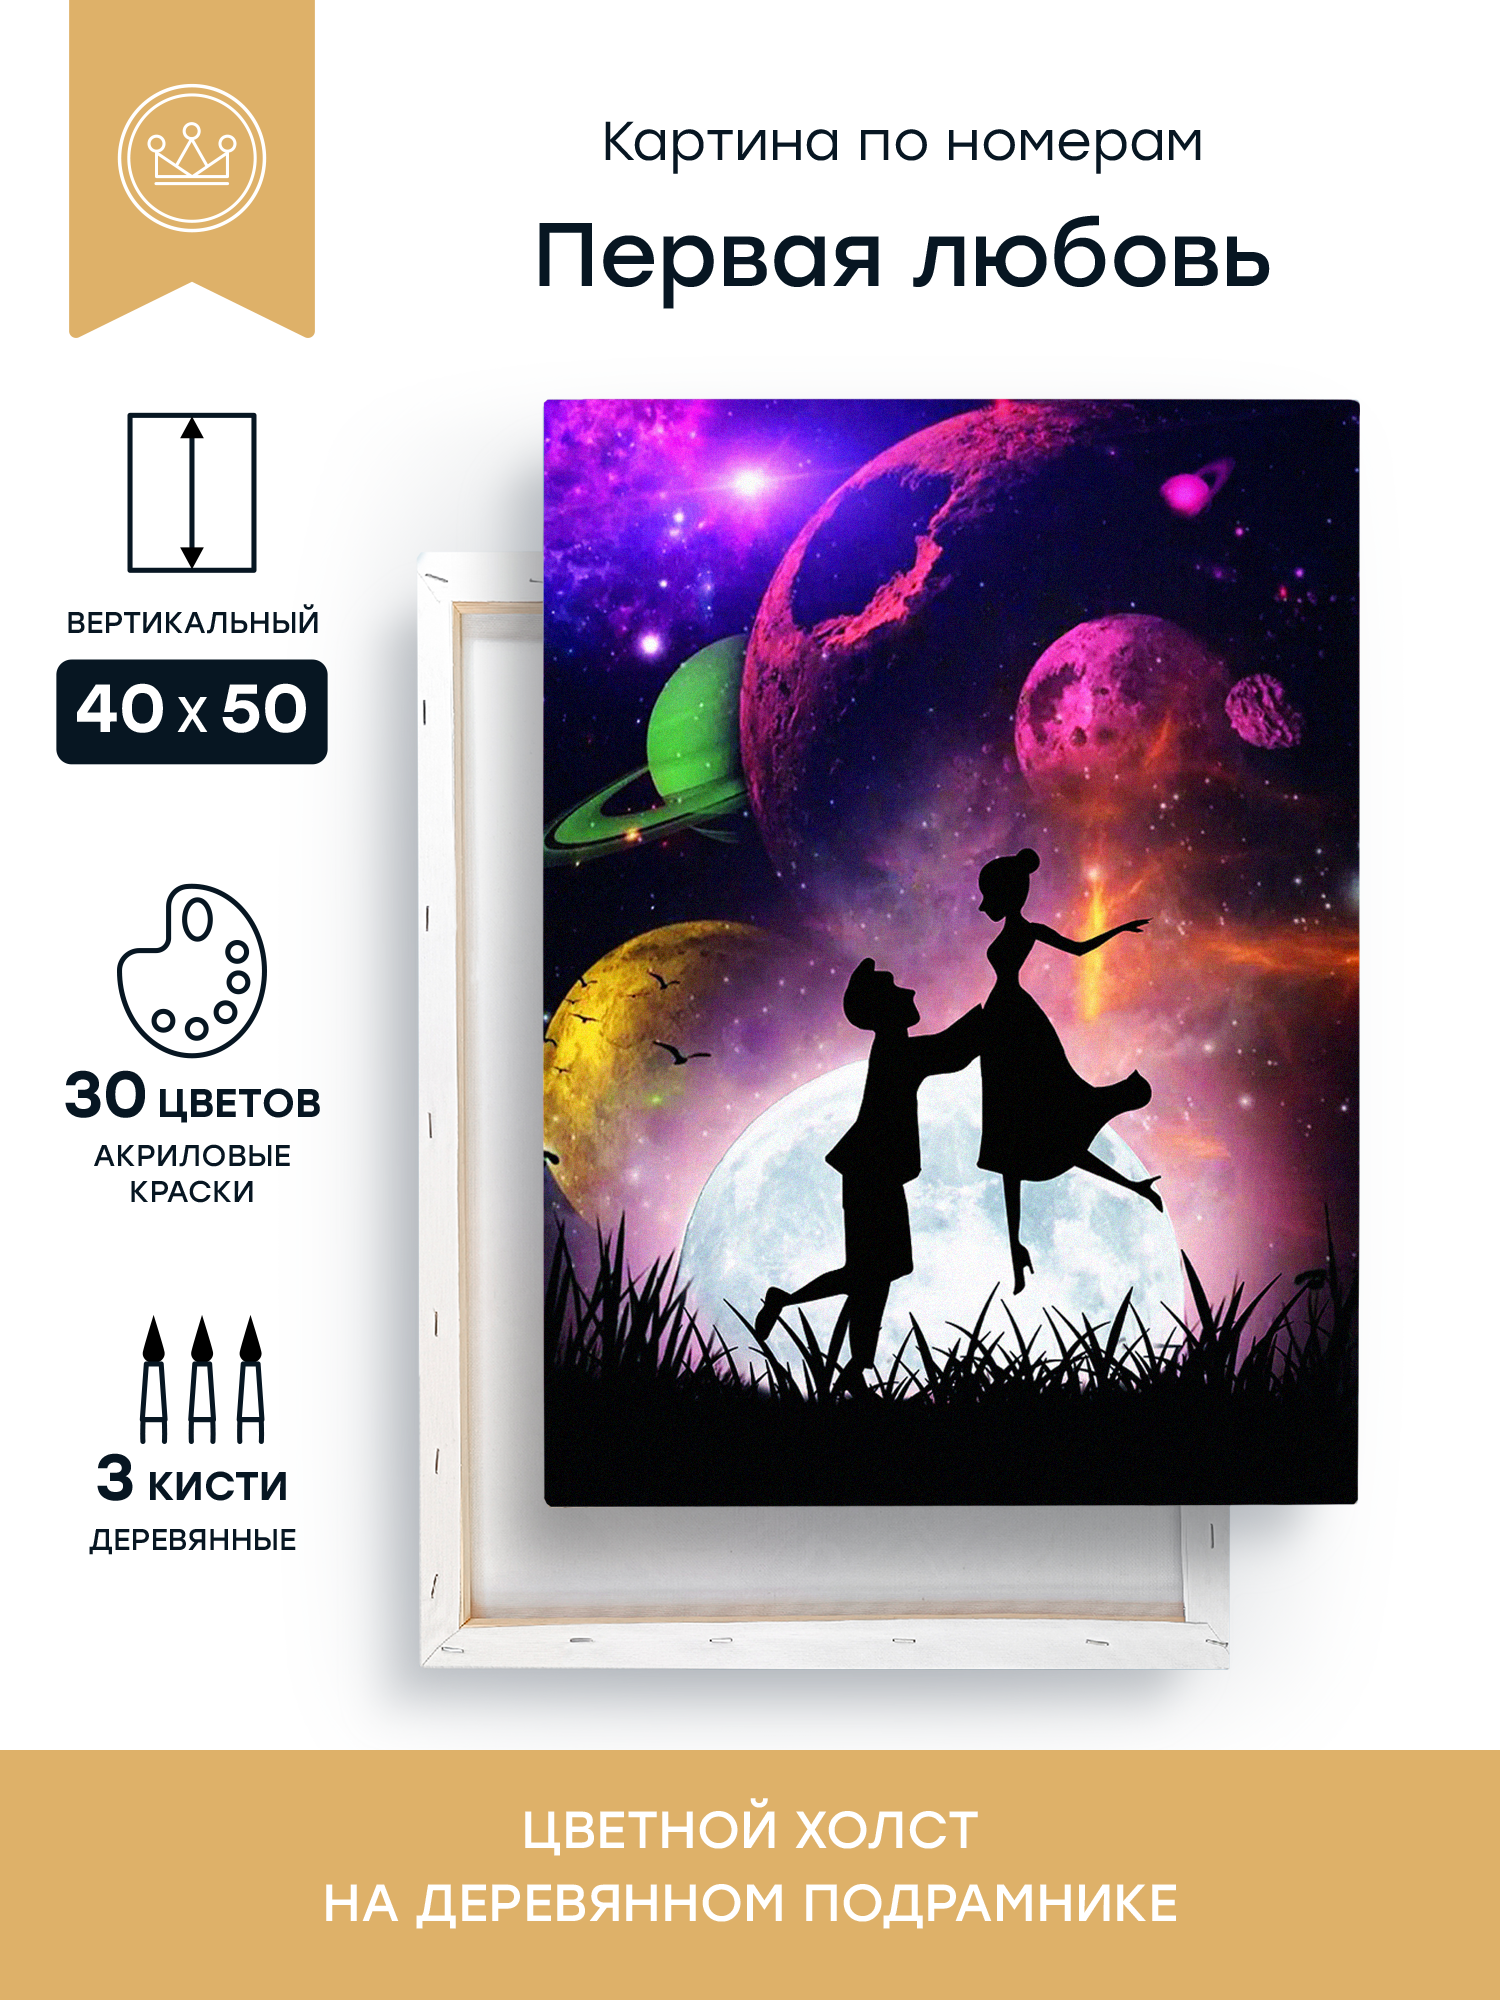 Картина по номерам
Первая любовь
ВЕРТИКАЛЬНЫЙ
40 X 50
30 ЦВЕТОВ
АКРИЛОВЫЕ
КРАСКИ
3 КИСТИ
ДЕРЕВЯННЫЕ
ЦВЕТНОЙ ХОЛСТ
НА ДЕРЕВЯННОМ ПОДРАМНИКЕ